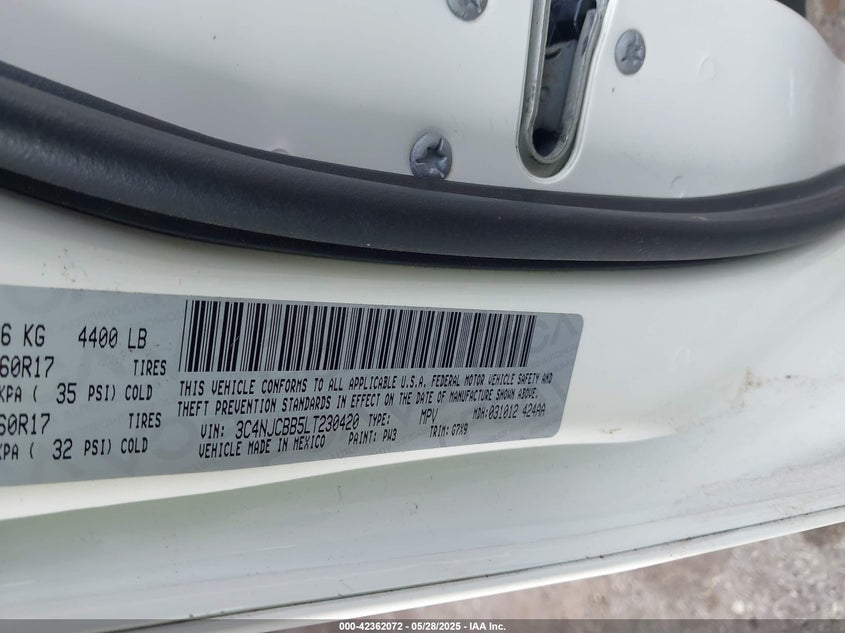 6 KG 4400 LB
60R17 TIRES
KPA ( 35 PSI) COLD
60R17 TIRES
KPA ( 32 PSI) COLD
THIS VEHICLE CONFORMS TO ALL APPLICABLE U.S.A. FEDERAL MOTOR VEHICLE SAFETY AND
THEFT PREVENTION STANDARDS IN EFFECT ON THE DATE OF MANUFACTURE SHOWN ABOVE.
VIN: 3C4NJCBB5LT230420 TYPE: MPV MDH:031012 424AA
VEHICLE MADE IN MEXICO PAINT: PW3 TRIM: G7X9
000-42362072 - 05/28/2025 - IAA Inc.